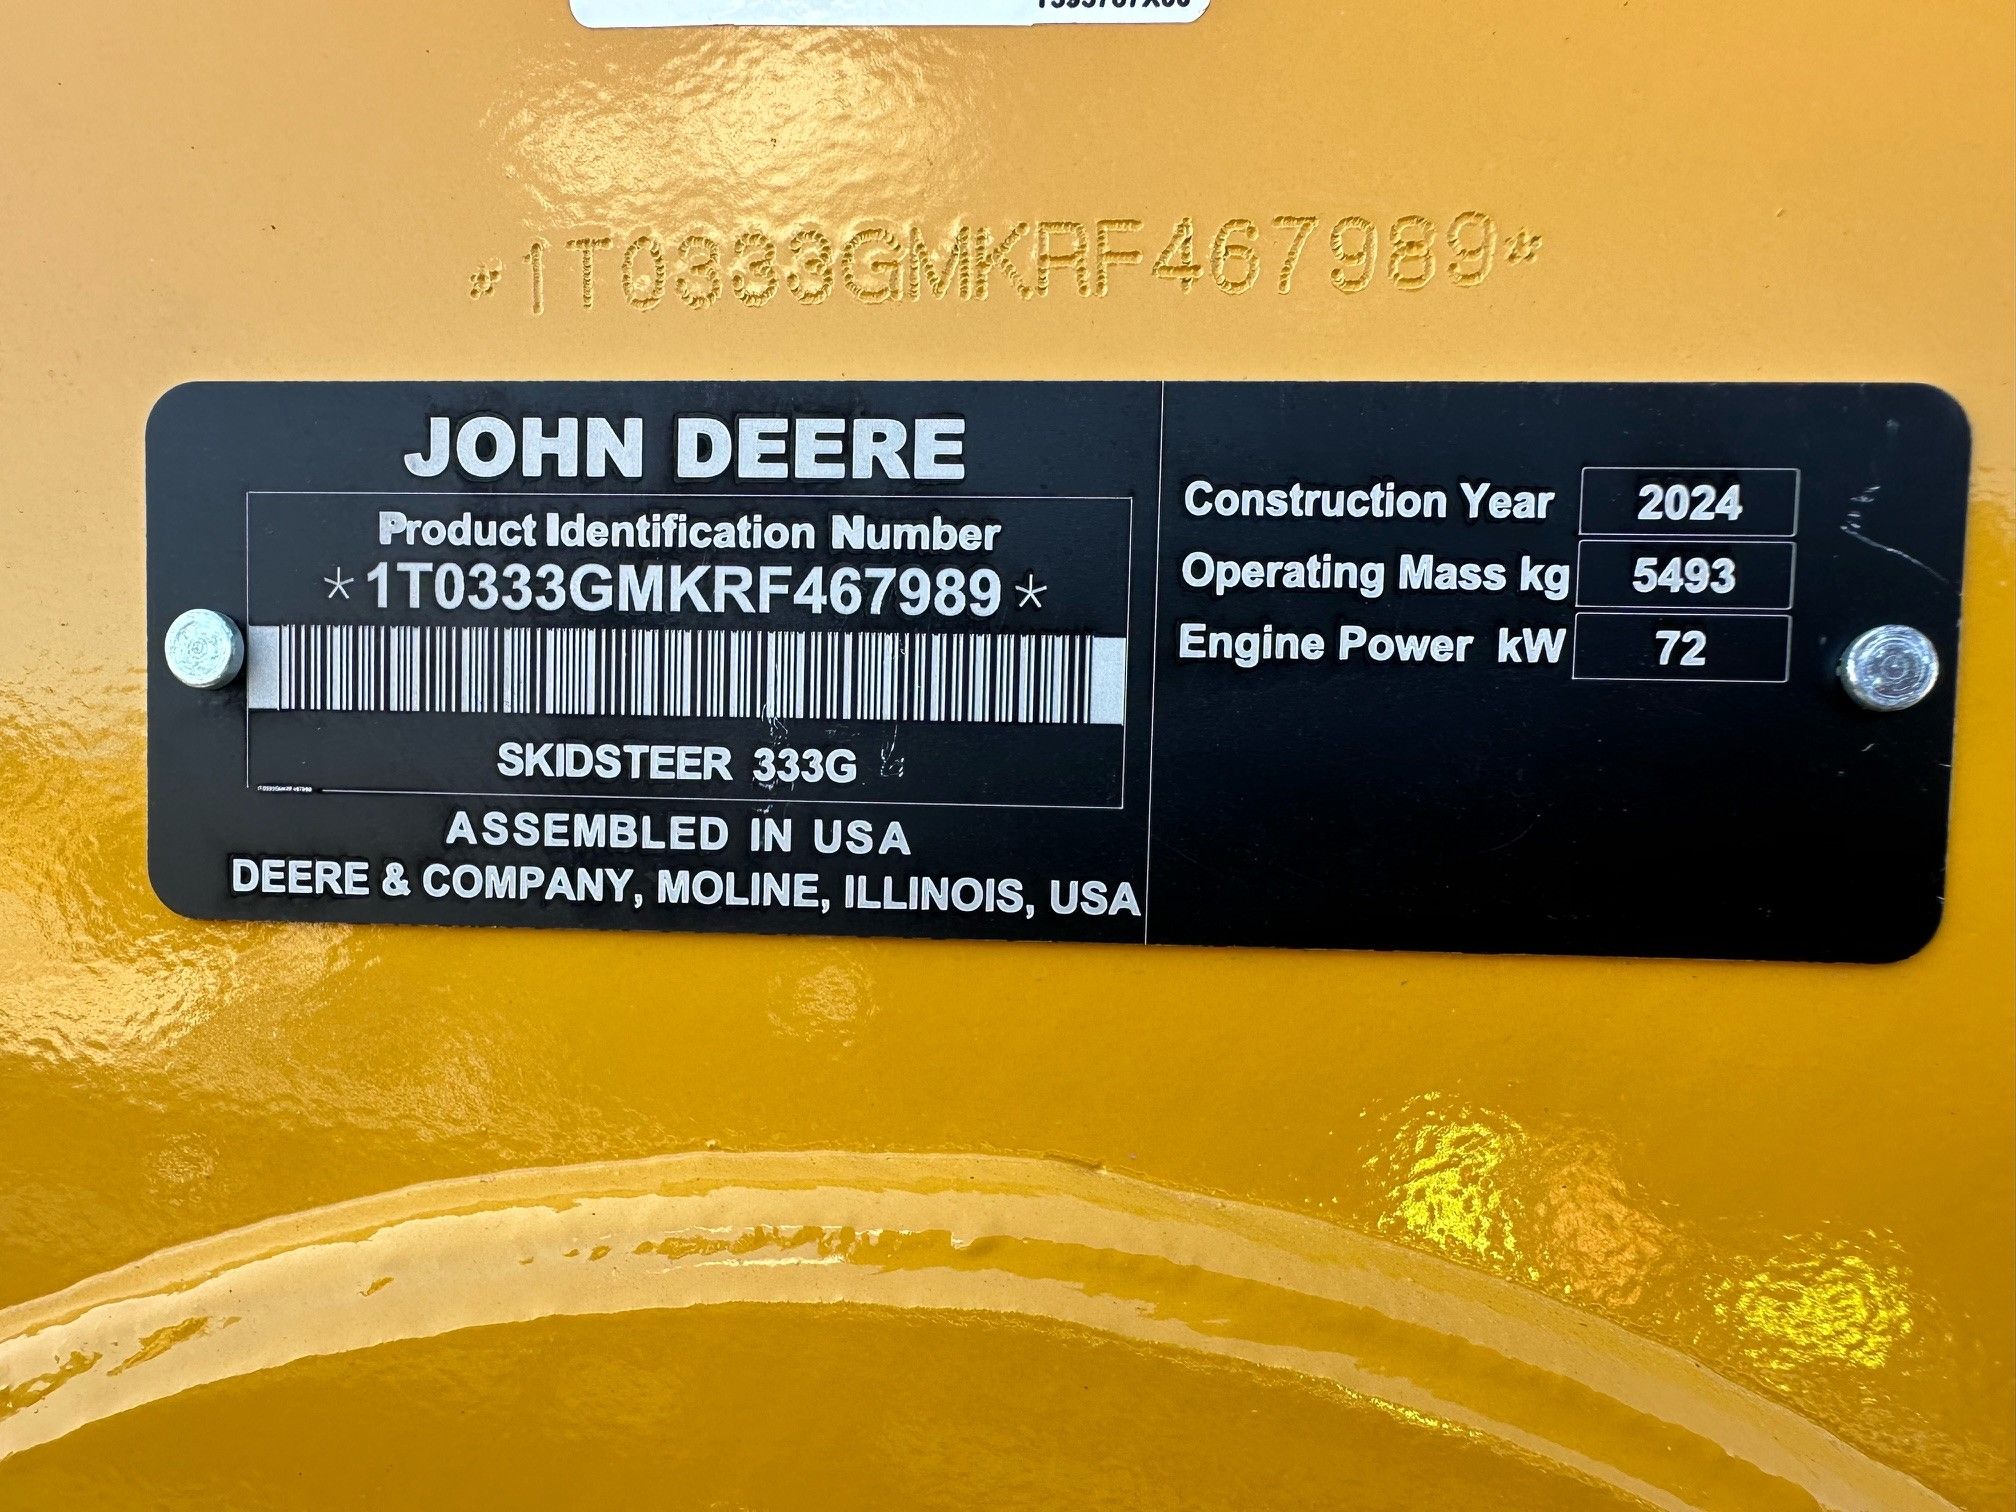 *1T0333GMKRF467989*
JOHN DEERE
Product Identification Number
*1T0333GMKRF467989*
SKIDSTEER 333G
ASSEMBLED IN USA
DEERE & COMPANY, MOLINE, ILLINOIS, USA
Construction Year 2024
Operating Mass kg 5493
Engine Power kW 72